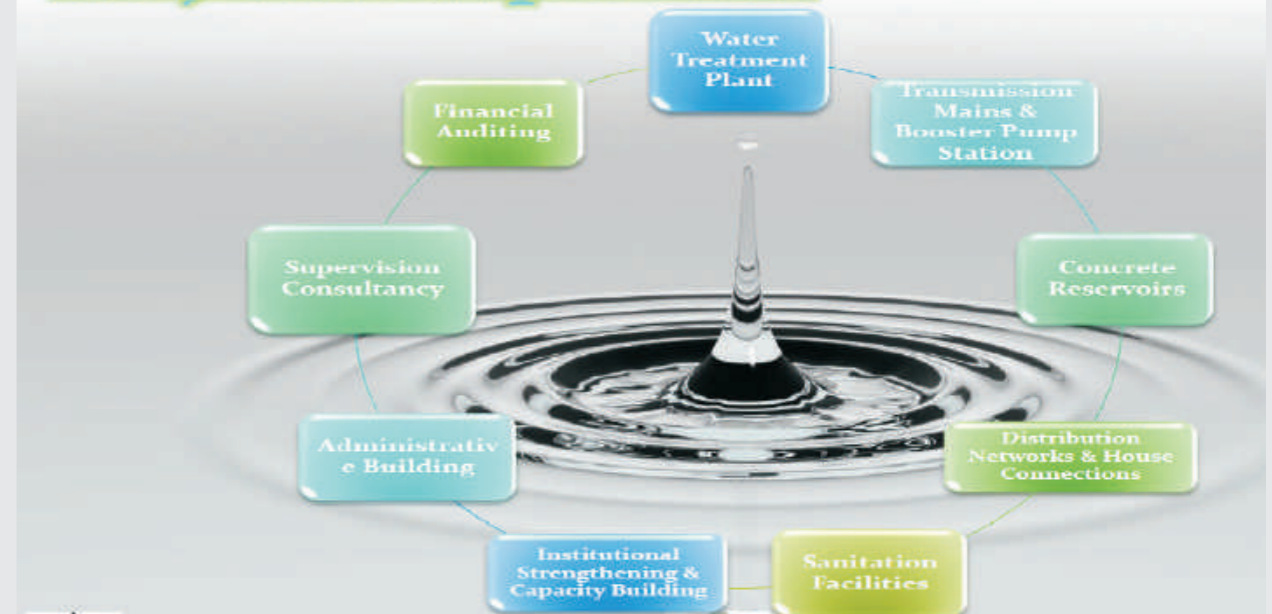 Water
Treatment
Plant
Transmission
Mains &
Booster Pump
Station
Concrete
Reservoirs
Distribution
Networks & House
Connections
Sanitation
Facilities
Institutional
Strengthening &
Capacity Building
Administrativ
e Building
Supervision
Consultancy
Financial
Auditing